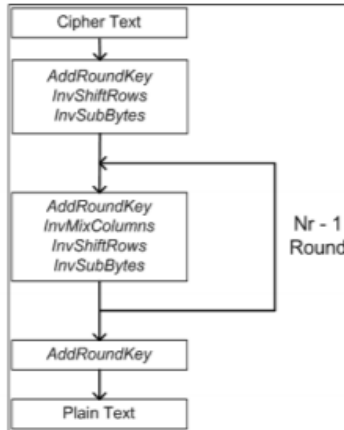 Cipher Text
AddRoundKey
InvShiftRows
InvSubBytes
AddRoundKey
InvMixColumns
InvShiftRows
InvSubBytes
Nr - 1
Round
AddRoundKey
Plain Text